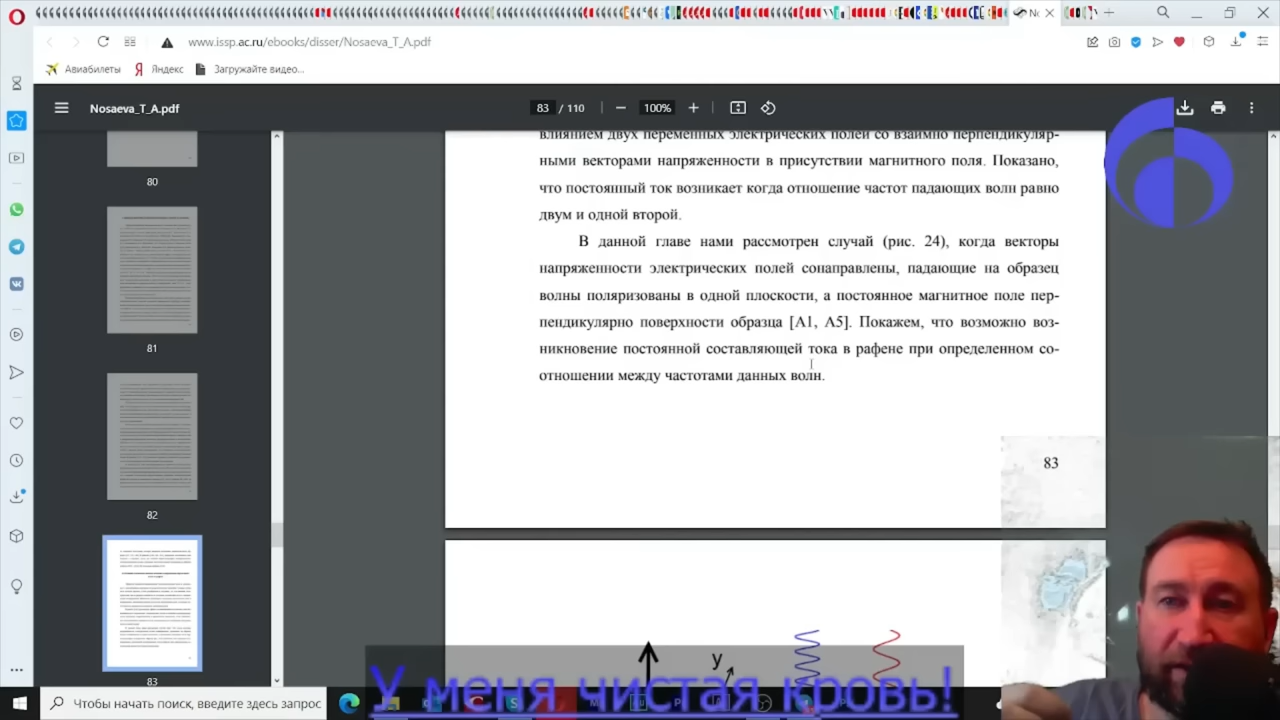 www.issp.ac.ru/ebooks/disser/Nosaeva_T_A.pdf
Авиабилеты
Яндекс
Загружайте видео...
Nosaeva_T_A.pdf
83 / 110
100%
80
81
82
83
влиянием двух переменных электрических полей со взаимно перпендикуляр-
ными векторами напряженности в присутствии магнитного поля. Показано,
что постоянный ток возникает когда отношение частот падающих волн равно
двум и одной второй.
В данной главе нами рассмотрен случай (рис. 24), когда векторы
напряженности электрических полей сонаправлены, падающие на образец
волны поляризованы в одной плоскости, а постоянное магнитное поле пер-
пендикулярно поверхности образца [А1, А5]. Покажем, что возможно воз-
никновение постоянной составляющей тока в рафене при определенном со-
отношении между частотами данных волн.
83
y
У меня чистая кровь!
Чтобы начать поиск, введите здесь запрос